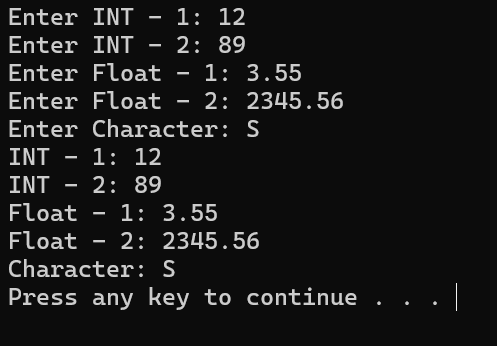 Enter INT - 1: 12
Enter INT - 2: 89
Enter Float - 1: 3.55
Enter Float - 2: 2345.56
Enter Character: S
INT - 1: 12
INT - 2: 89
Float - 1: 3.55
Float - 2: 2345.56
Character: S
Press any key to continue . . .